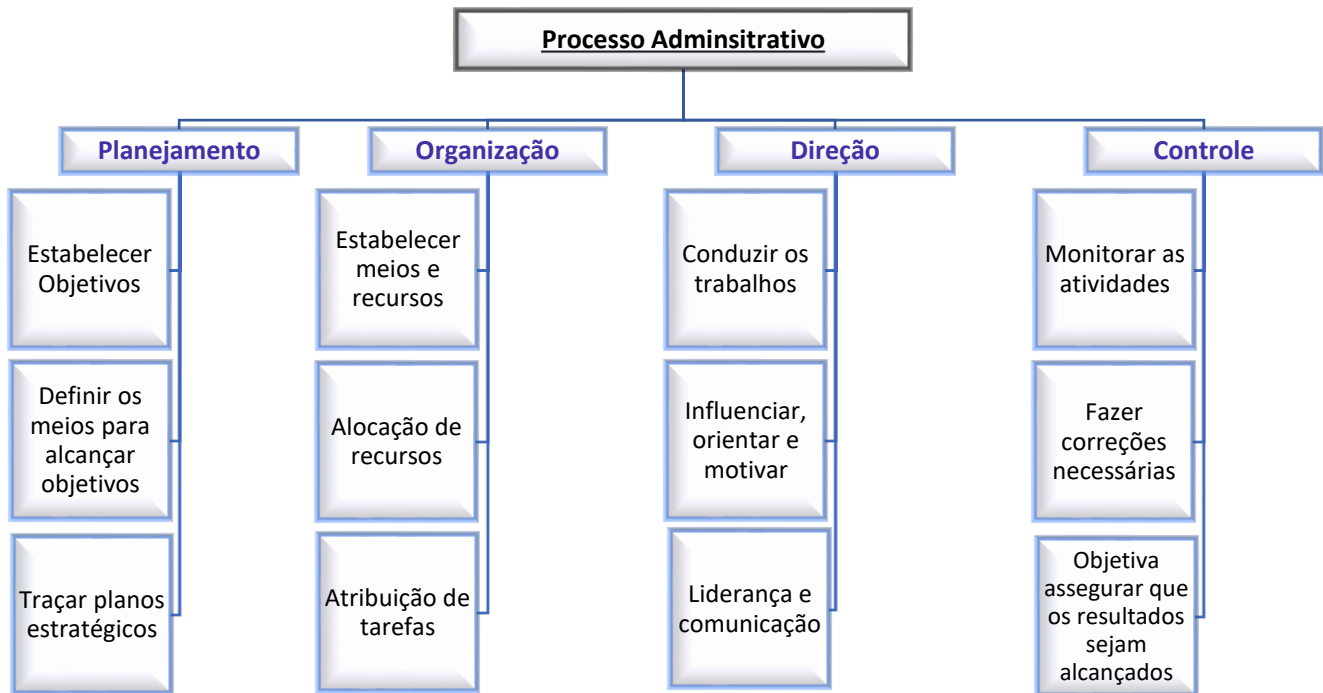 Processo Adminsitrativo
Planejamento
Estabelecer
Objetivos
Definir os
meios para
alcançar
objetivos
Traçar planos
estratégicos
Organização
Estabelecer
meios e
recursos
Alocação de
recursos
Atribuição de
tarefas
Direção
Conduzir os
trabalhos
Influenciar,
orientar e
motivar
Liderança e
comunicação
Controle
Monitorar as
atividades
Fazer
correções
necessárias
Objetiva
assegurar que
os resultados
sejam
alcançados